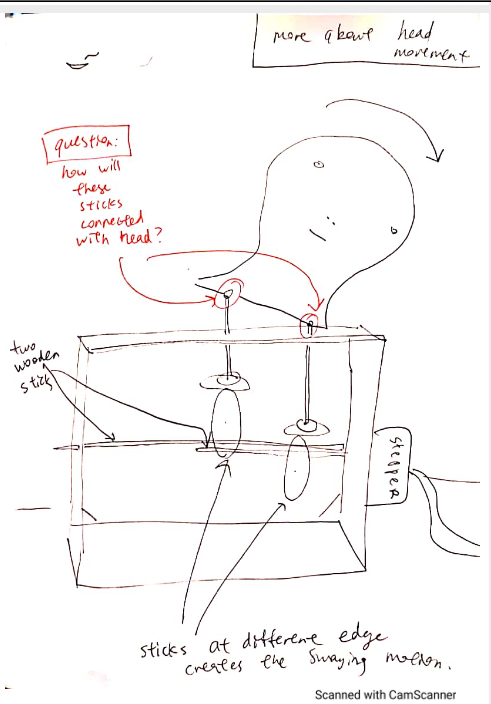 more about head
movement
question:
how will
these
sticks
connected
with head?
two
wooden
stick
stepper
sticks at different edge
creates the swaying motion.
Scanned with CamScanner